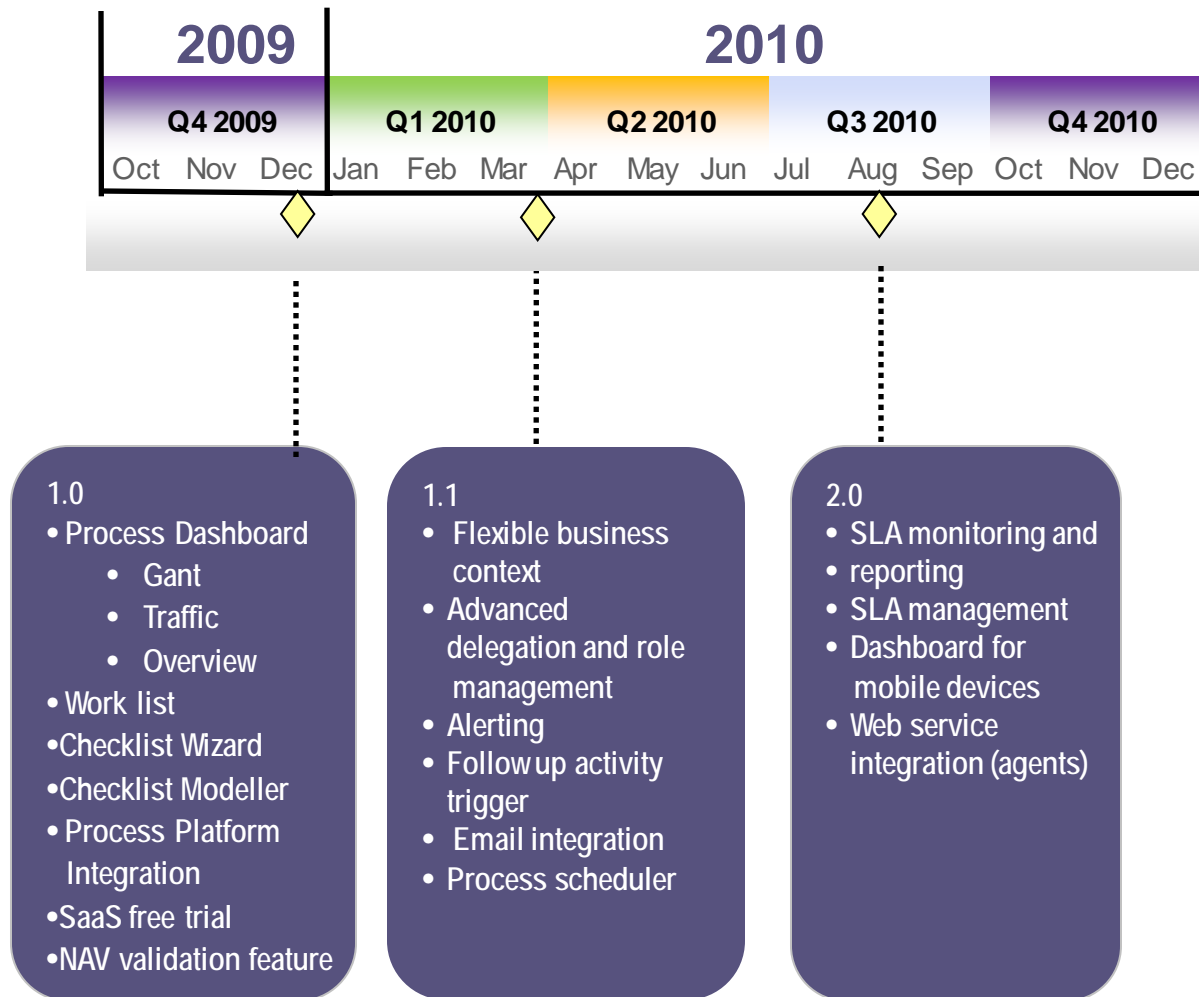 2009 2010
Q4 2009 Q1 2010 Q2 2010 Q3 2010 Q4 2010
Oct Nov Dec Jan Feb Mar Apr May Jun Jul Aug Sep Oct Nov Dec
1.0
• Process Dashboard
• Gant
• Traffic
• Overview
• Work list
•Checklist Wizard
•Checklist Modeller
• Process Platform
Integration
•SaaS free trial
•NAV validation feature
1.1
• Flexible business
context
• Advanced
delegation and role
management
• Alerting
• Follow up activity
trigger
• Email integration
• Process scheduler
2.0
• SLA monitoring and
• reporting
• SLA management
• Dashboard for
mobile devices
• Web service
integration (agents)